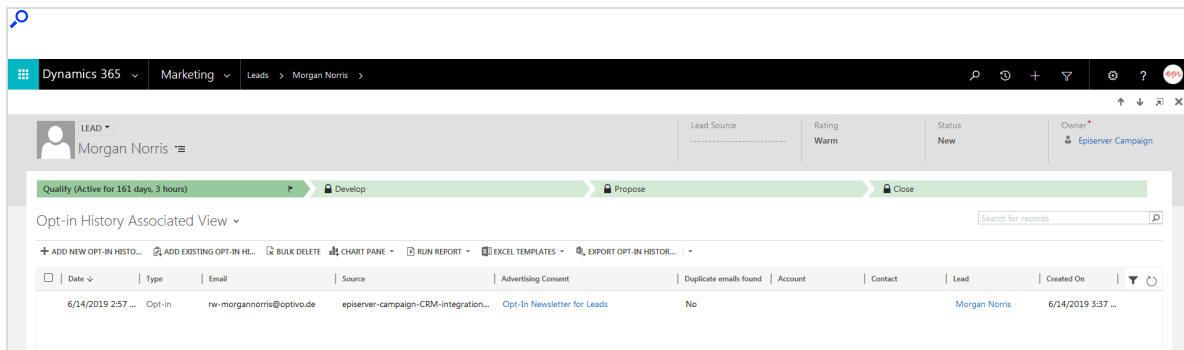 Dynamics 365 Marketing Leads > Morgan Norris > ? epi
LEAD
Morgan Norris
Lead Source Rating Status Owner*
Warm New Episerver Campaign
Qualify (Active for 161 days, 3 hours) Develop Propose Close
Opt-in History Associated View Search for records
ADD NEW OPT-IN HISTO... ADD EXISTING OPT-IN HI... BULK DELETE CHART PANE RUN REPORT EXCEL TEMPLATES EXPORT OPT-IN HISTOR...
Date Type Email Source Advertising Consent Duplicate emails found Account Contact Lead Created On
6/14/2019 2:57 ... Opt-in rw-morgannorris@optivo.de episerver-campaign-CRM-integration... Opt-In Newsletter for Leads No Morgan Norris 6/14/2019 3:37 ...